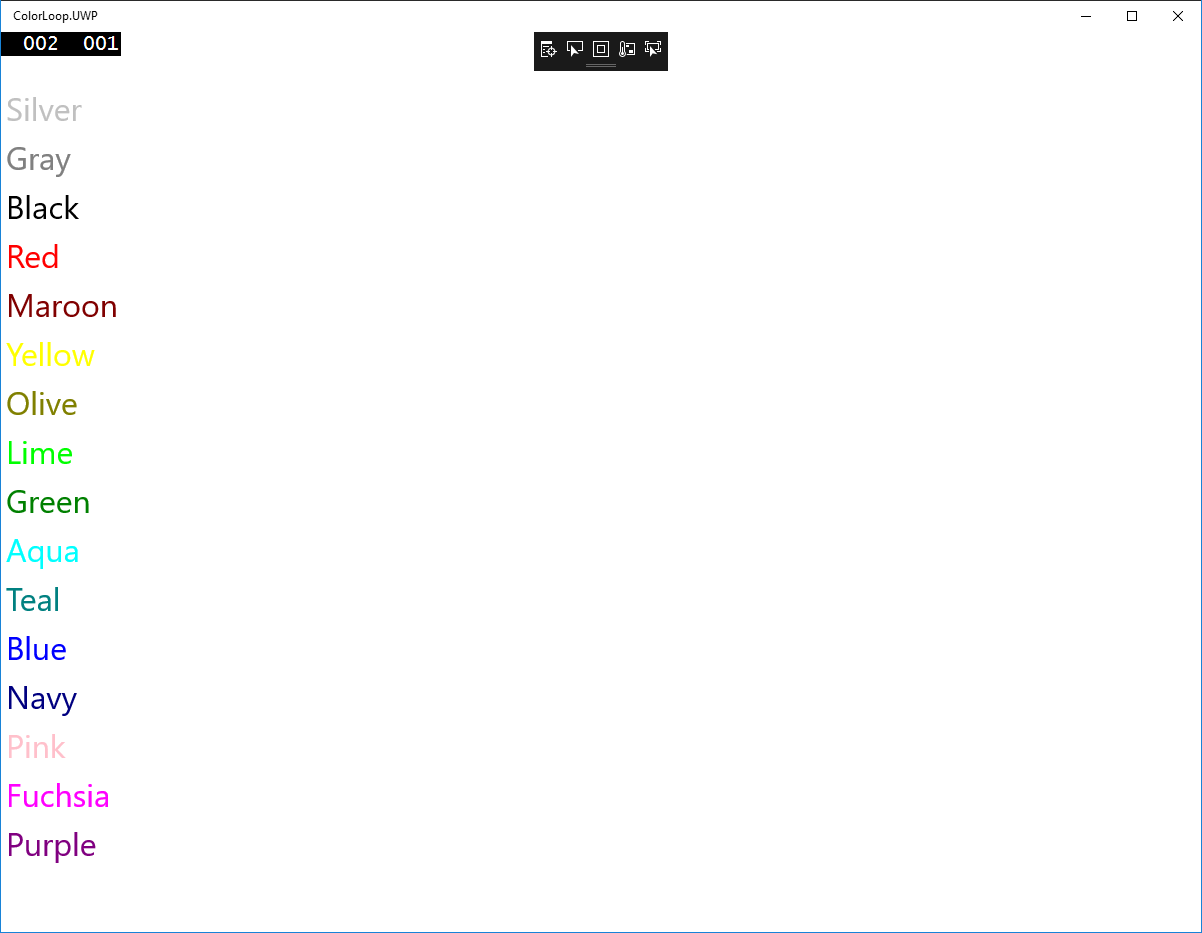 ColorLoop.UWP
002 001
Silver
Gray
Black
Red
Maroon
Yellow
Olive
Lime
Green
Aqua
Teal
Blue
Navy
Pink
Fuchsia
Purple